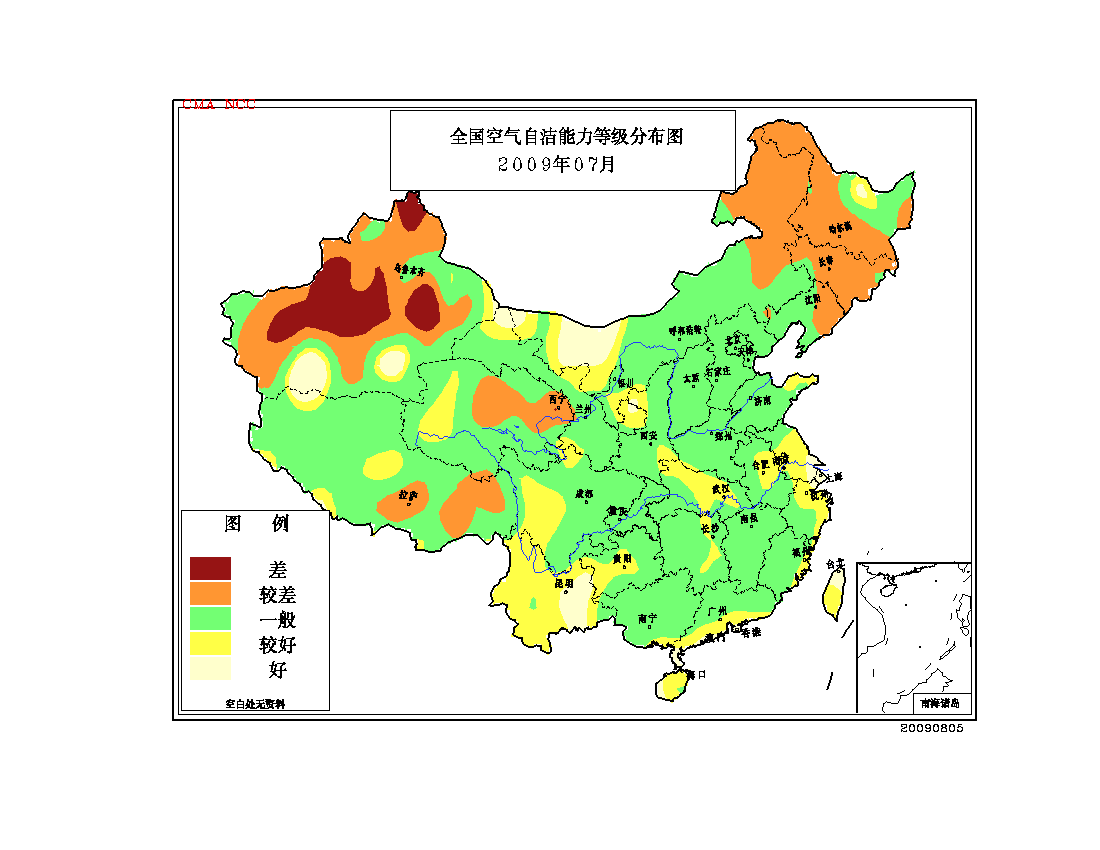 CMA NCC
全国空气自洁能力等级分布图
2009年07月
哈尔滨
长春
乌鲁木齐
沈阳
呼和浩特
北京
天津
银川
太原
石家庄
西宁
兰州
济南
西安
郑州
合肥
南京
上海
拉萨
成都
武汉
杭州
重庆
长沙
南昌
贵阳
福州
台北
昆明
南宁
广州
澳门
香港
海口
图 例
差
较差
一般
较好
好
空白处无资料
南海诸岛
20090805